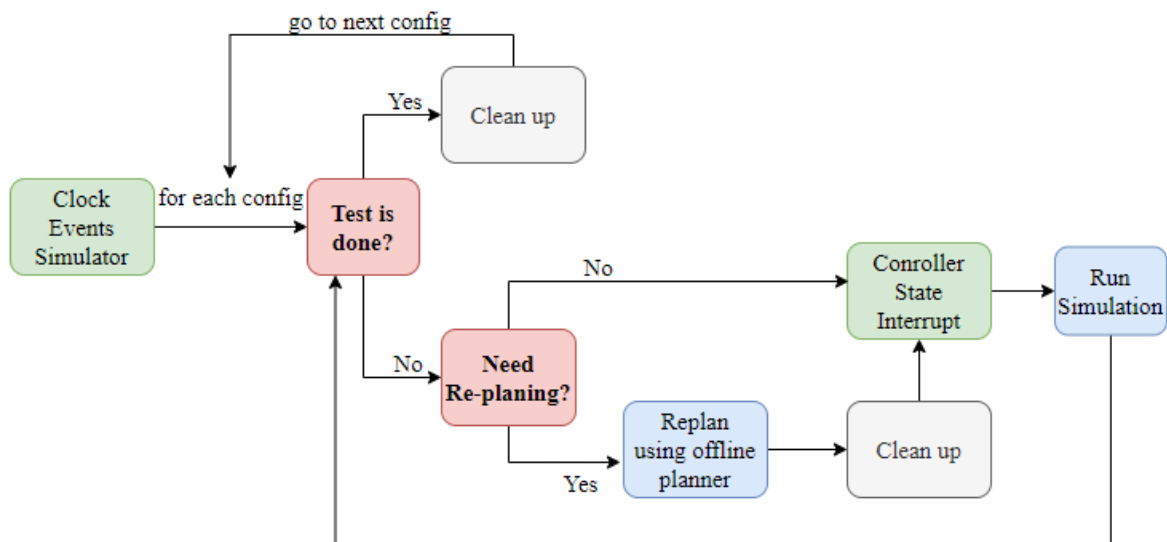 go to next config
Yes
Clean up
Clock
Events
Simulator
for each config
Test is
done?
No
Conroller
State
Interrupt
Run
Simulation
No
Need
Re-planing?
Replan
using offline
planner
Clean up
Yes